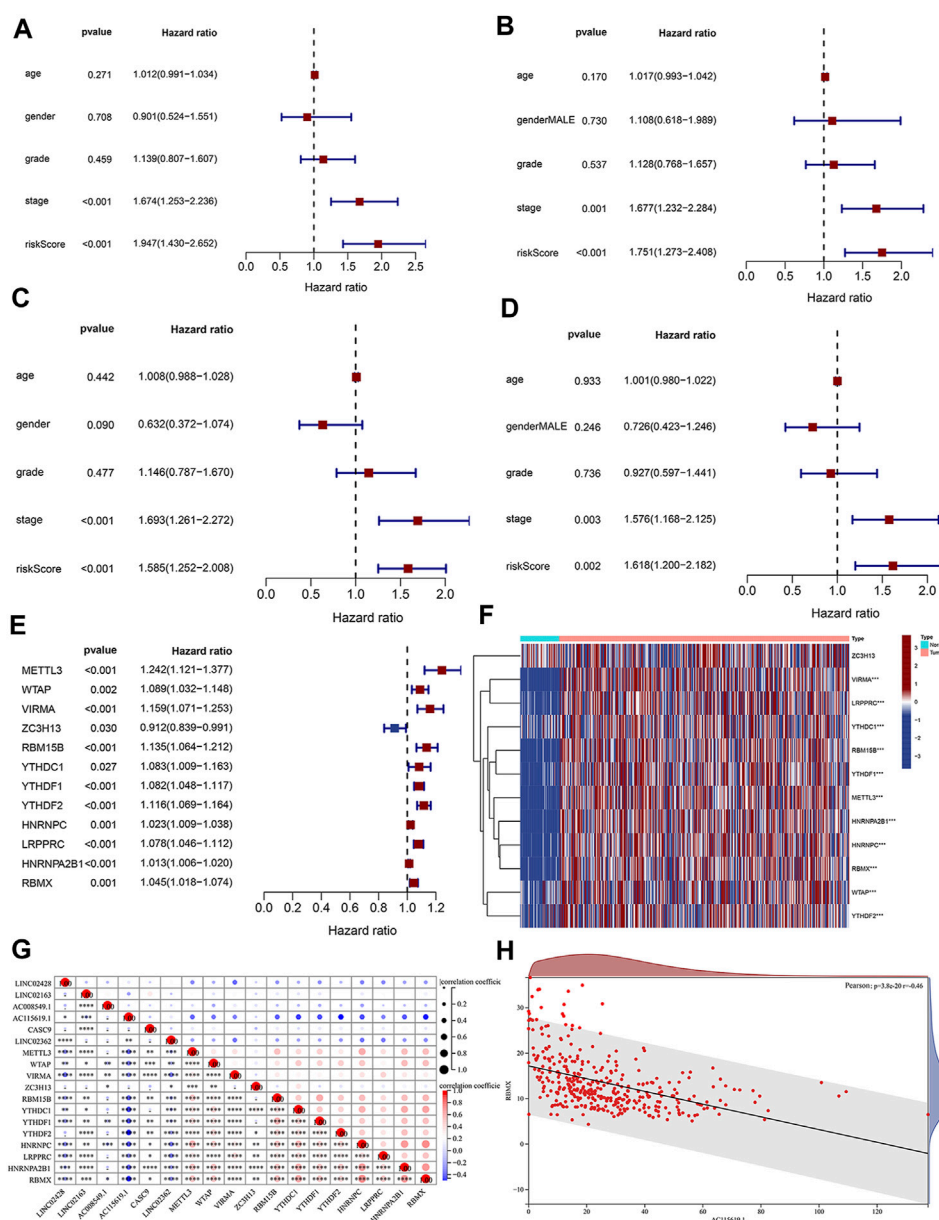 A
pvalue Hazard ratio
age 0.271 1.012(0.991−1.034)
gender 0.708 0.901(0.524−1.551)
grade 0.459 1.139(0.807−1.607)
stage <0.001 1.674(1.253−2.236)
riskScore <0.001 1.947(1.430−2.652)
0.0 0.5 1.0 1.5 2.0 2.5
Hazard ratio
B
pvalue Hazard ratio
age 0.170 1.017(0.993−1.042)
genderMALE 0.730 1.108(0.618−1.989)
grade 0.537 1.128(0.768−1.657)
stage 0.001 1.677(1.232−2.284)
riskScore <0.001 1.751(1.273−2.408)
0.0 0.5 1.0 1.5 2.0
Hazard ratio
C
pvalue Hazard ratio
age 0.442 1.008(0.988−1.028)
gender 0.090 0.632(0.372−1.074)
grade 0.477 1.146(0.787−1.670)
stage <0.001 1.693(1.261−2.272)
riskScore <0.001 1.585(1.252−2.008)
0.0 0.5 1.0 1.5 2.0
Hazard ratio
D
pvalue Hazard ratio
age 0.933 1.001(0.980−1.022)
genderMALE 0.246 0.726(0.423−1.246)
grade 0.736 0.927(0.597−1.441)
stage 0.003 1.576(1.168−2.125)
riskScore 0.002 1.618(1.200−2.182)
0.0 0.5 1.0 1.5 2.0
Hazard ratio
E
pvalue Hazard ratio
METTL3 <0.001 1.242(1.121−1.377)
WTAP 0.002 1.089(1.032−1.148)
VIRMA <0.001 1.159(1.071−1.253)
ZC3H13 0.030 0.912(0.839−0.991)
RBM15B <0.001 1.135(1.064−1.212)
YTHDC1 0.027 1.083(1.009−1.163)
YTHDF1 <0.001 1.082(1.048−1.117)
YTHDF2 <0.001 1.116(1.069−1.164)
HNRNPC 0.001 1.023(1.009−1.038)
LRPPRC <0.001 1.078(1.046−1.112)
HNRNPA2B1 <0.001 1.013(1.006−1.020)
RBMX 0.001 1.045(1.018−1.074)
0.0 0.2 0.4 0.6 0.8 1.0 1.2
Hazard ratio
F
Type
ZC3H13
VIRMA***
LRPPRC***
YTHDC1***
RBM15B***
YTHDF1***
METTL3***
HNRNPA2B1***
HNRNPC***
RBMX***
WTAP***
YTHDF2***
3
2
1
0
−1
−2
−3
Type
Nor
Tum
G
LINC02428
LINC02163
AC008549.1
AC115619.1
CASC9
LINC02362
METTL3
WTAP
VIRMA
ZC3H13
RBM15B
YTHDC1
YTHDF1
YTHDF2
HNRNPC
LRPPRC
HNRNPA2B1
RBMX
LINC02428 LINC02163 AC008549.1 AC115619.1 CASC9 LINC02362 METTL3 WTAP VIRMA ZC3H13 RBM15B YTHDC1 YTHDF1 YTHDF2 HNRNPC LRPPRC HNRNPA2B1 RBMX
|correlation coeffici
0.2
0.4
0.6
0.8
1.0
correlation coeffici
1.0
0.8
0.6
0.4
0.2
0.0
−0.2
−0.4
H
Pearson; p=3.8e-20 r=-0.46
RBMX
30
20
10
0
−10
0 20 40 60 80 100 120
AC115619.1